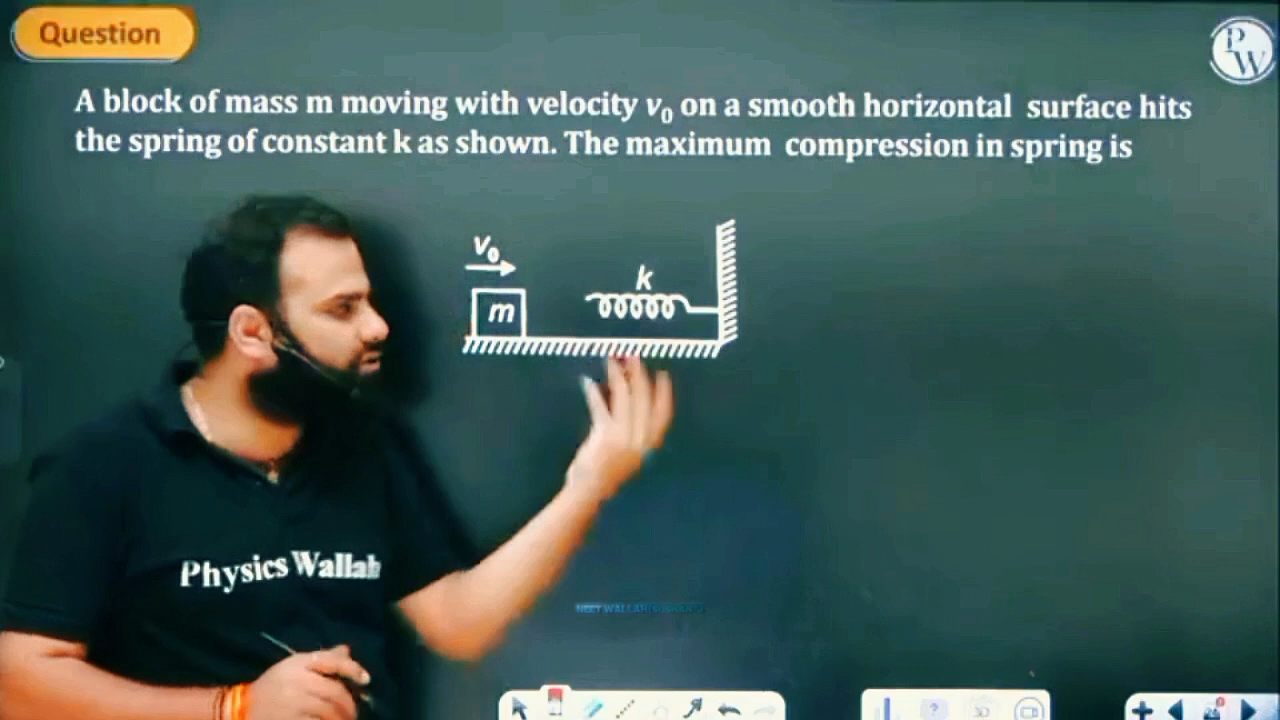 Question
P
W
A block of mass m moving with velocity v₀ on a smooth horizontal surface hits
the spring of constant k as shown. The maximum compression in spring is
v₀
k
m
Physics Wallah